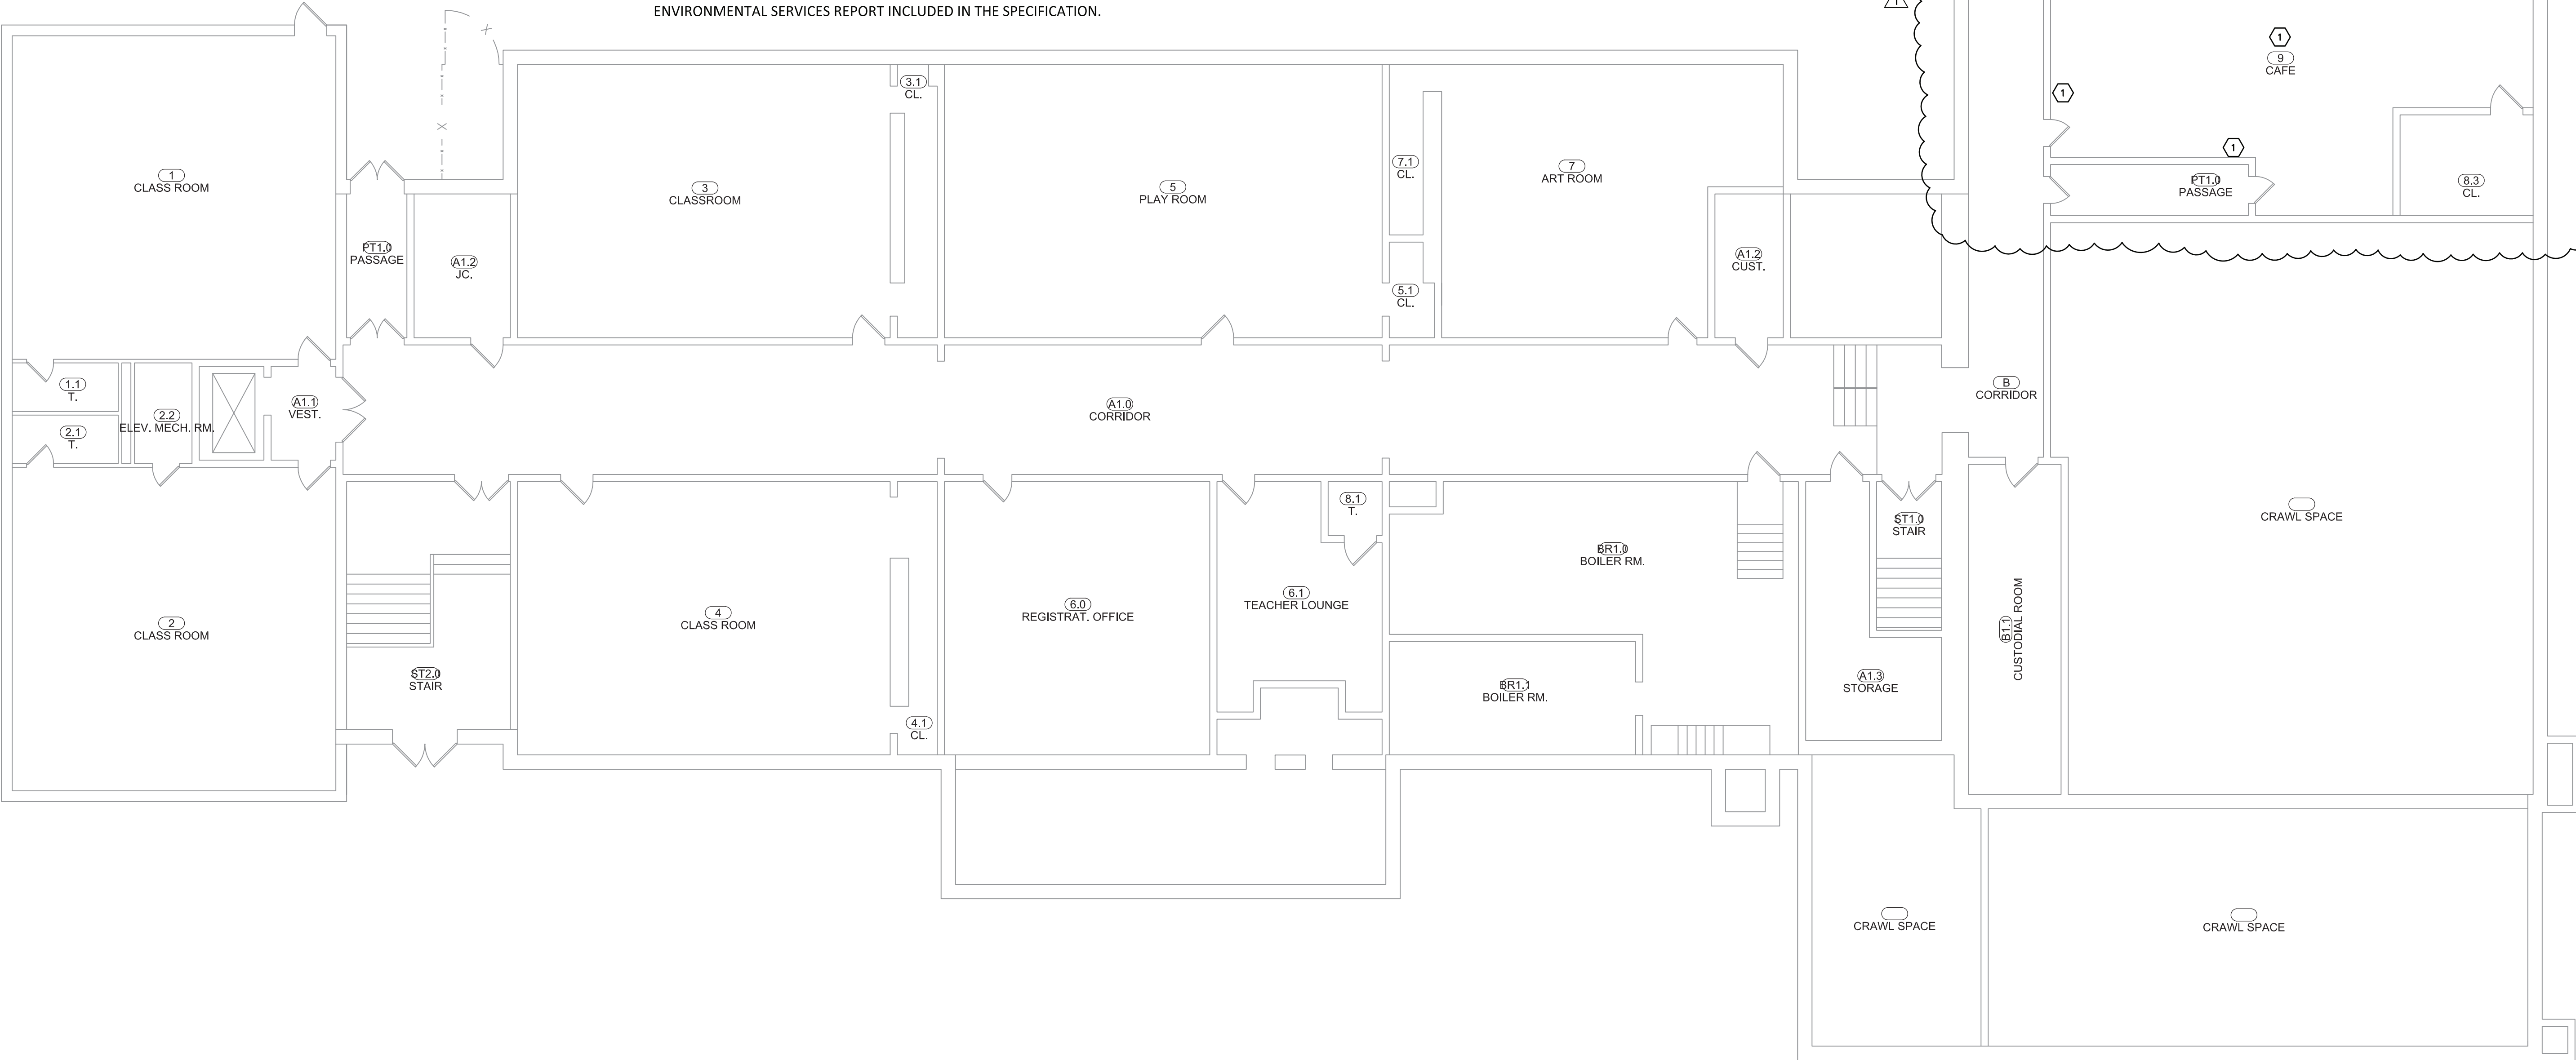 ENVIRONMENTAL SERVICES REPORT INCLUDED IN THE SPECIFICATION.
1
1
9
CAFE
1
1
1
CLASS ROOM
3.1
CL.
3
CLASSROOM
5
PLAY ROOM
7.1
CL.
7
ART ROOM
PT1.0
PASSAGE
8.3
CL.
PT1.0
PASSAGE
A1.2
JC.
5.1
CL.
A1.2
CUST.
1.1
T.
2.1
T.
2.2
ELEV. MECH. RM.
A1.1
VEST.
A1.0
CORRIDOR
B
CORRIDOR
8.1
T.
ST1.0
STAIR
CRAWL SPACE
BR1.0
BOILER RM.
2
CLASS ROOM
4
CLASS ROOM
6.0
REGISTRAT. OFFICE
6.1
TEACHER LOUNGE
B1.1
CUSTODIAL ROOM
ST2.0
STAIR
BR1.1
BOILER RM.
A1.3
STORAGE
4.1
CL.
CRAWL SPACE
CRAWL SPACE
X
X